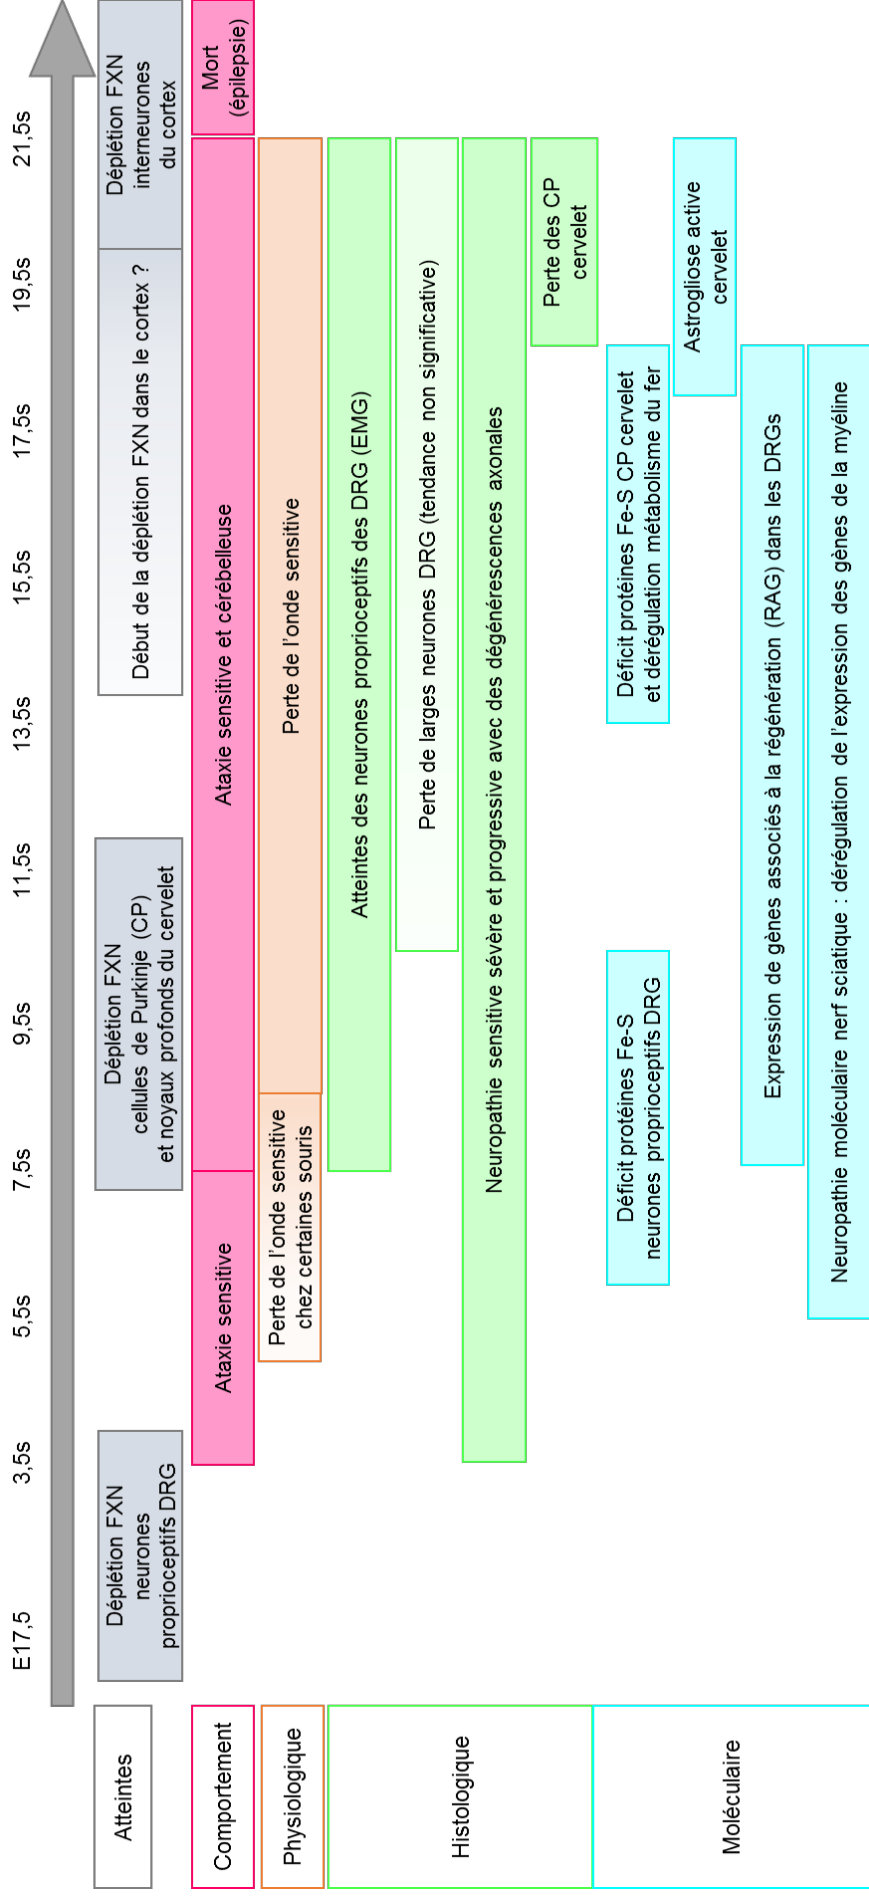 E17,5
3,5s
5,5s
7,5s
9,5s
11,5s
13,5s
15,5s
17,5s
19,5s
21,5s
Atteintes
Déplétion FXN
neurones
proprioceptifs DRG
Déplétion FXN
cellules de Purkinje (CP)
et noyaux profonds du cervelet
Début de la déplétion FXN dans le cortex ?
Déplétion FXN
interneurones
du cortex
Comportement
Ataxie sensitive
Ataxie sensitive et cérébelleuse
Mort
(épilepsie)
Physiologique
Perte de l'onde sensitive
chez certaines souris
Perte de l'onde sensitive
Histologique
Atteintes des neurones proprioceptifs des DRG (EMG)
Perte de larges neurones DRG (tendance non significative)
Neuropathie sensitive sévère et progressive avec des dégénérescences axonales
Perte des CP
cervelet
Moléculaire
Déficit protéines Fe-S
neurones proprioceptifs DRG
Déficit protéines Fe-S CP cervelet
et dérégulation métabolisme du fer
Astrogliose active
cervelet
Expression de gènes associés à la régénération (RAG) dans les DRGs
Neuropathie moléculaire nerf sciatique : dérégulation de l'expression des gènes de la myéline